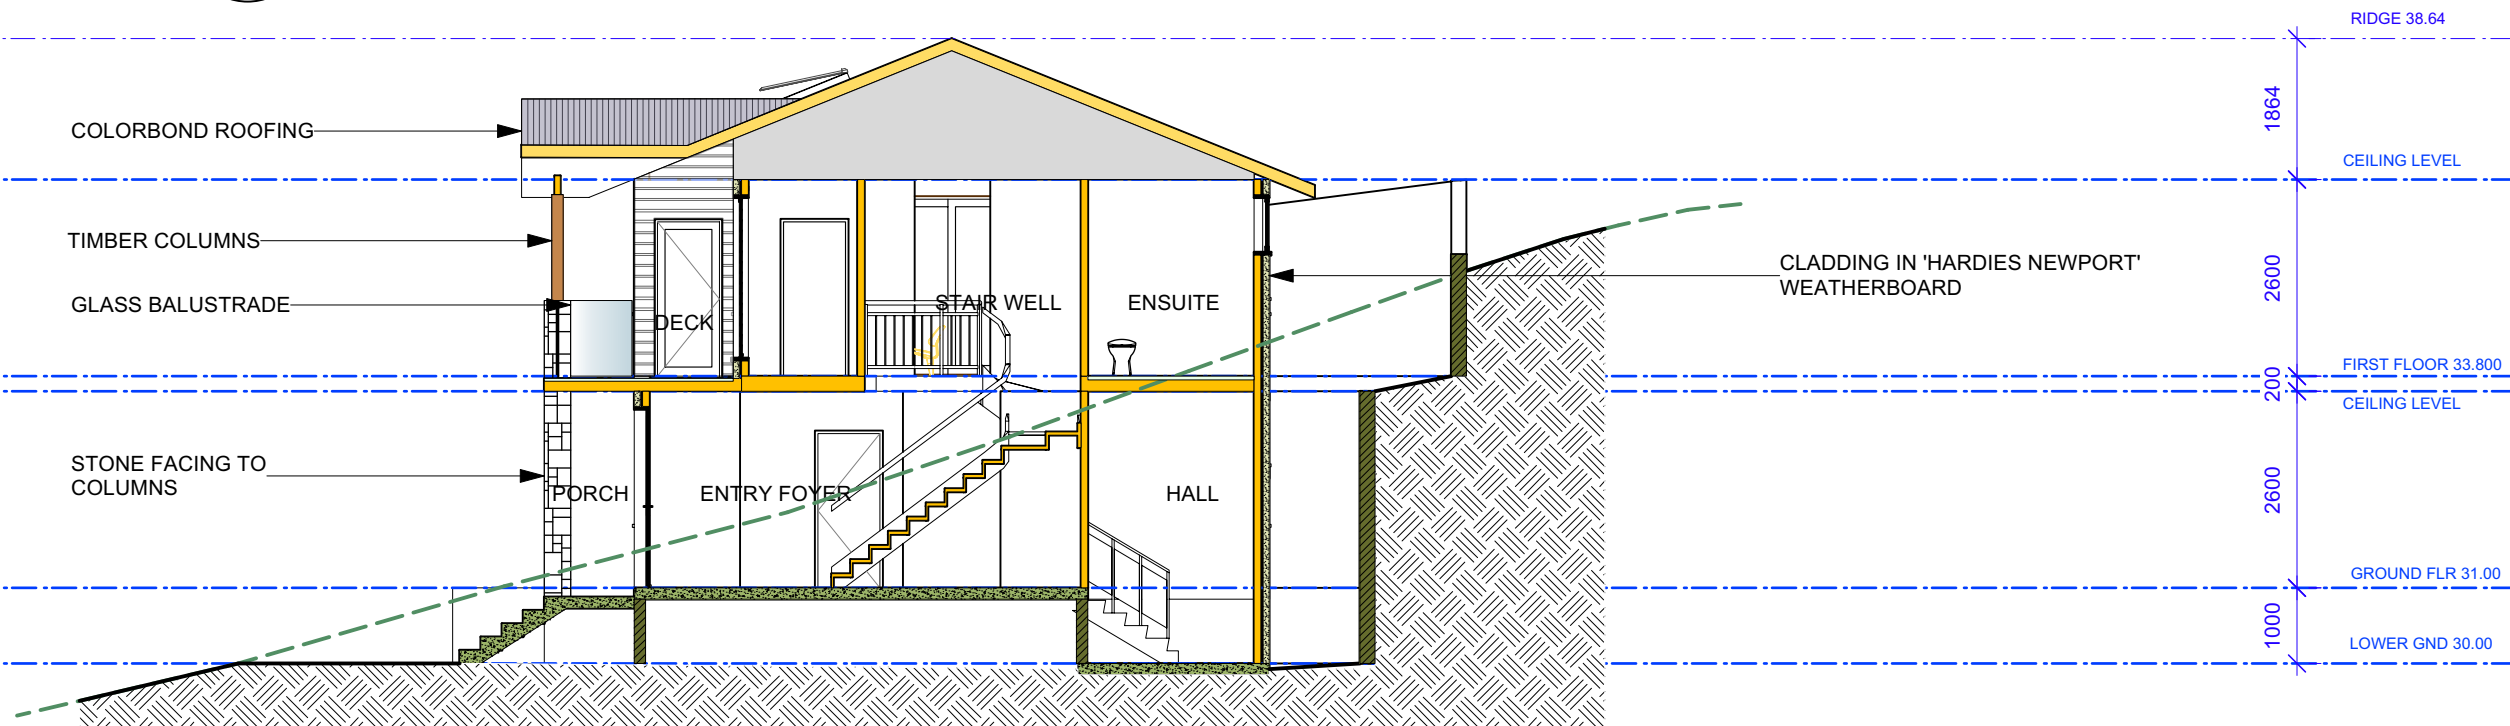 RIDGE 38.64
1864
COLORBOND ROOFING
CEILING LEVEL
TIMBER COLUMNS
CLADDING IN 'HARDIES NEWPORT'
WEATHERBOARD
2600
GLASS BALUSTRADE
DECK
STAIR WELL
ENSUITE
FIRST FLOOR 33.800
200
CEILING LEVEL
STONE FACING TO
COLUMNS
PORCH
ENTRY FOYER
HALL
2600
GROUND FLR 31.00
1000
LOWER GND 30.00